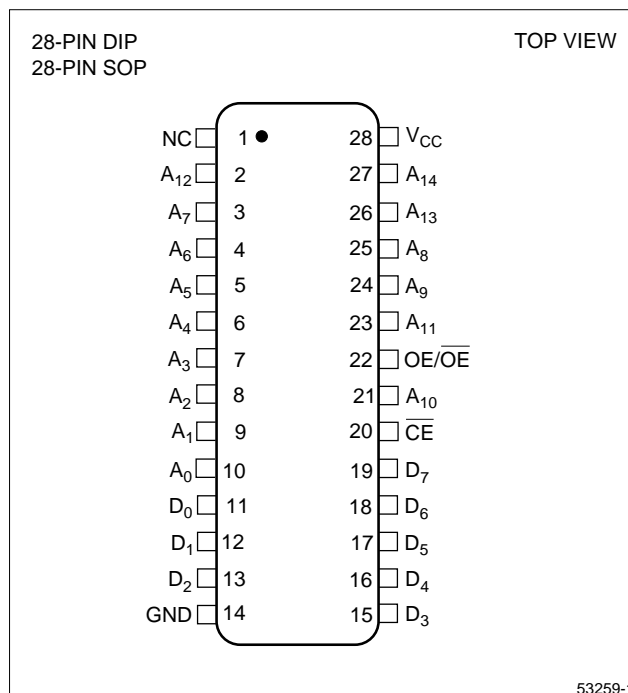 28-PIN DIP
28-PIN SOP
TOP VIEW
NC 1 28 VCC
A12 2 27 A14
A7 3 26 A13
A6 4 25 A8
A5 5 24 A9
A4 6 23 A11
A3 7 22 OE/O̅E̅
A2 8 21 A10
A1 9 20 C̅E̅
A0 10 19 D7
D0 11 18 D6
D1 12 17 D5
D2 13 16 D4
GND 14 15 D3
53259-